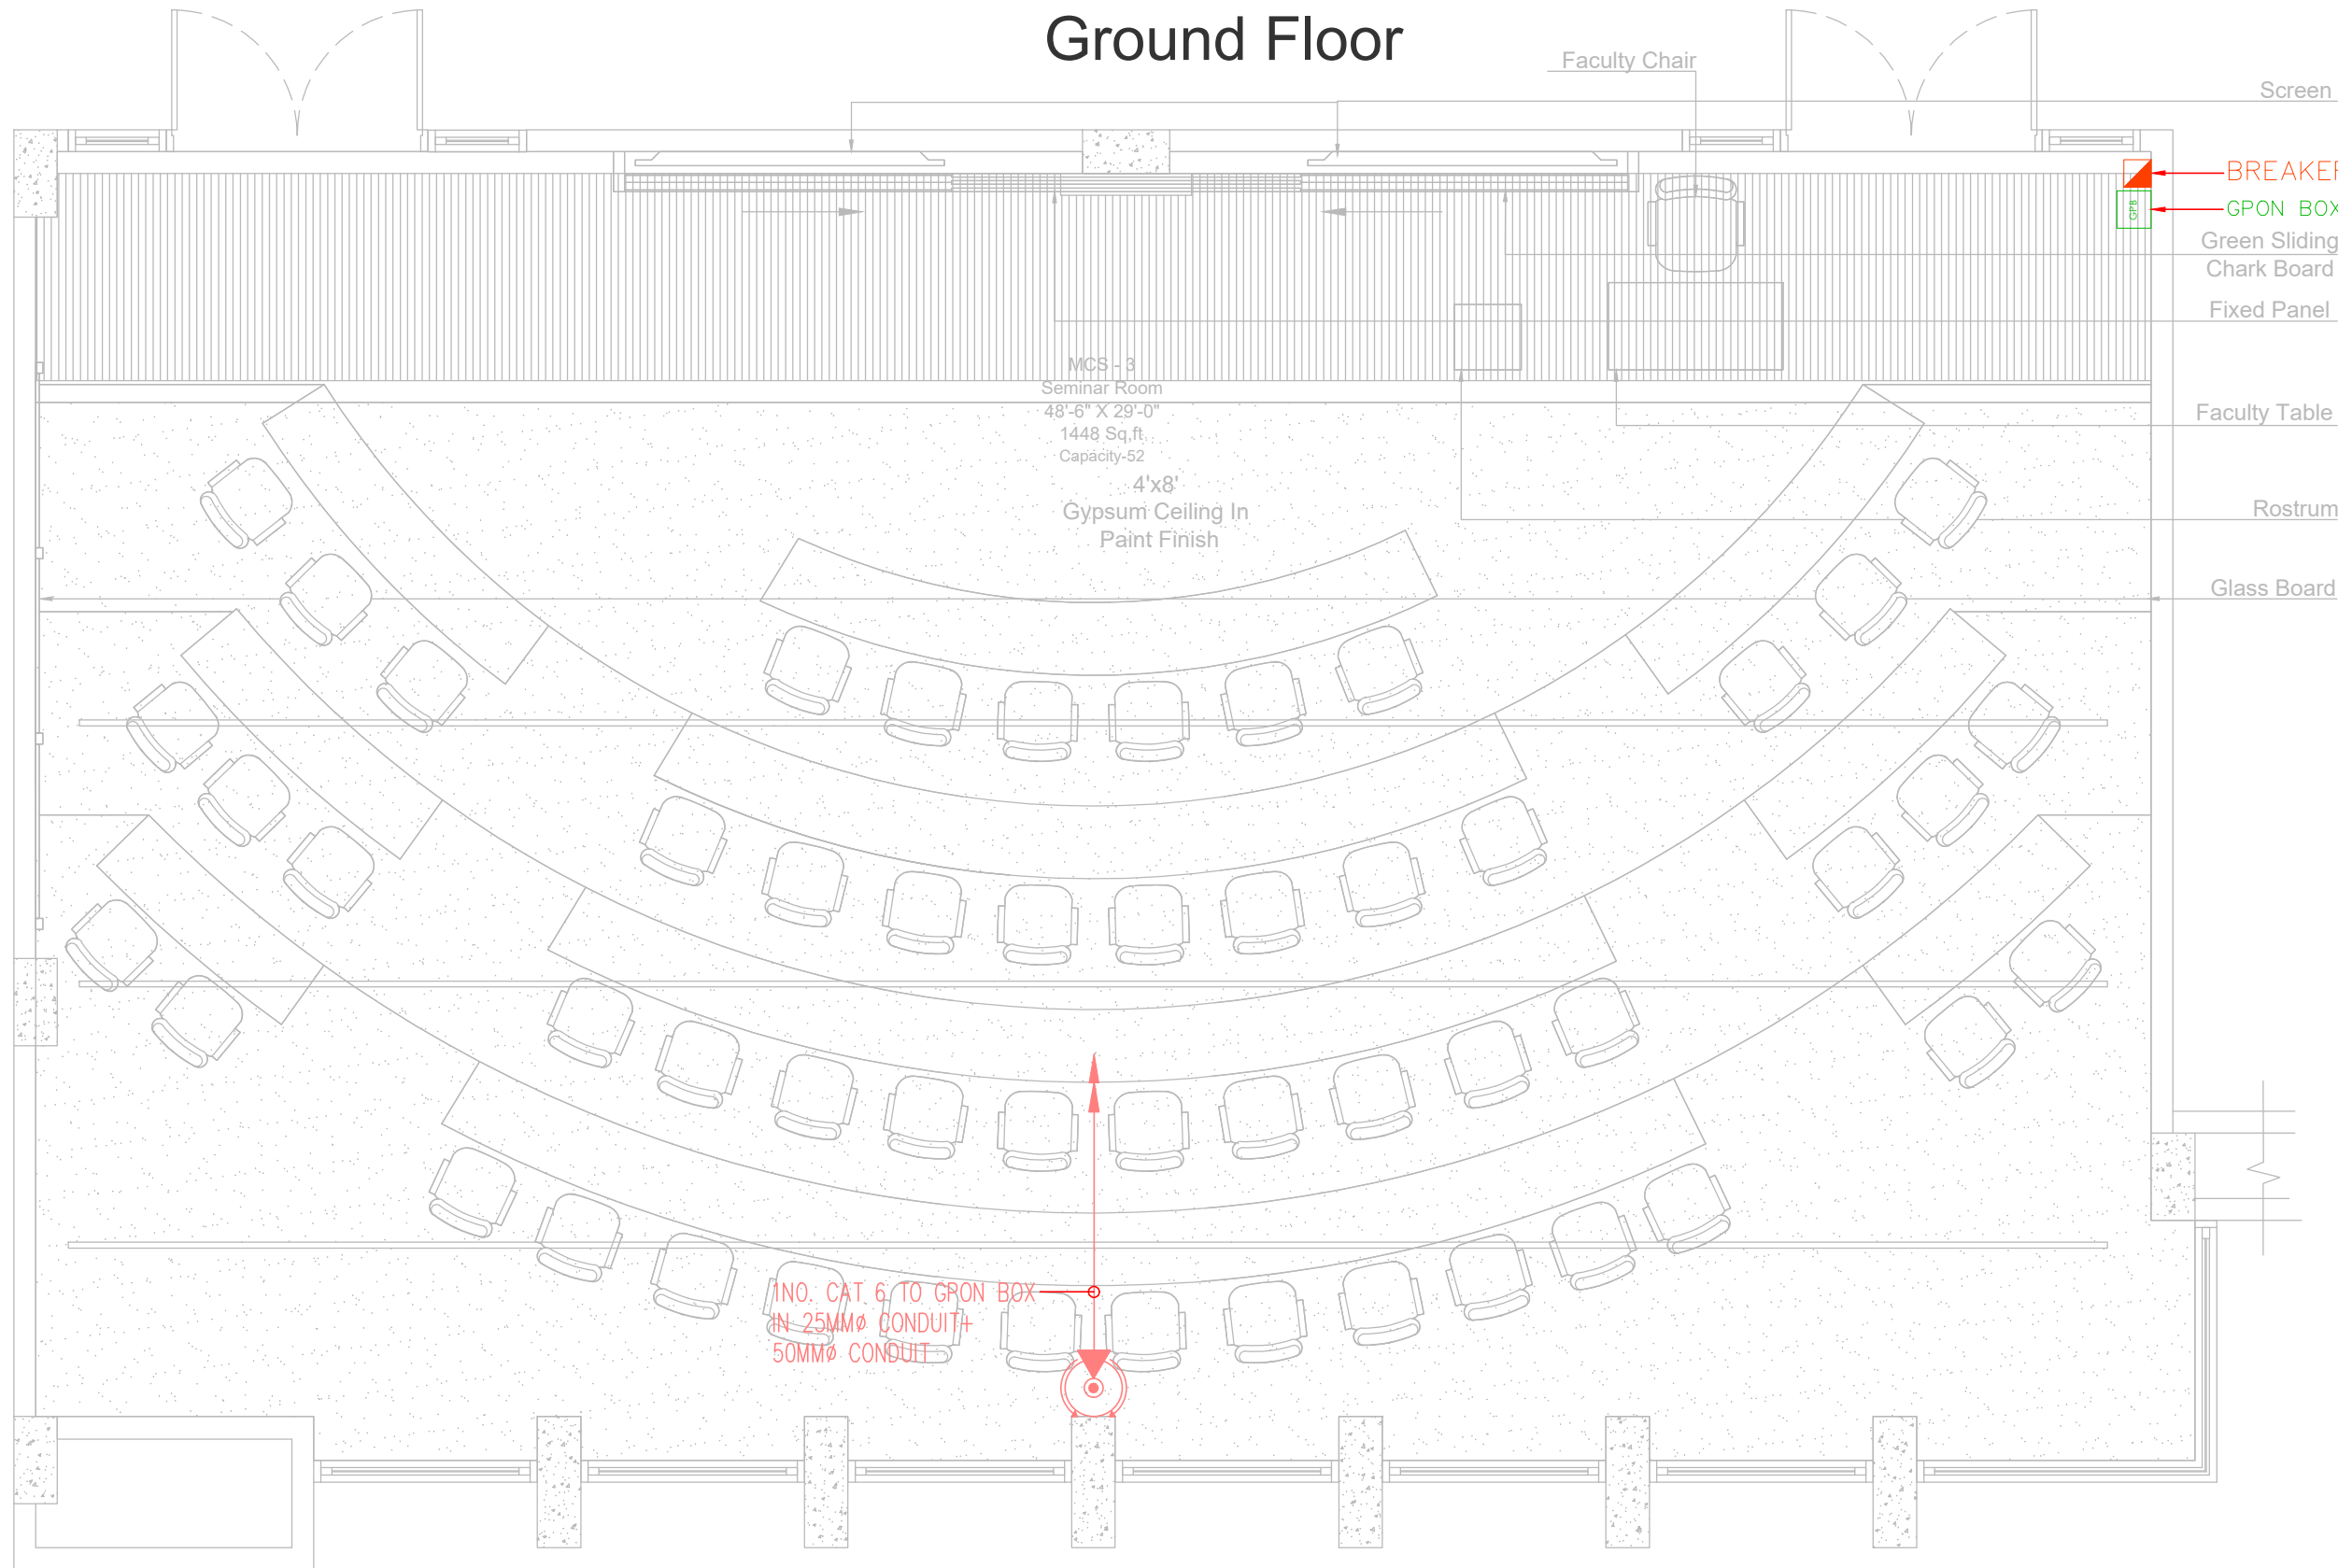 Ground Floor
Faculty Chair
Screen
BREAKER
GPB
GPON BOX
Green Sliding
Chark Board
Fixed Panel
MCS - 3
Seminar Room
48'-6" X 29'-0"
1448 Sq,ft
Capacity-52
Faculty Table
4'x8'
Gypsum Ceiling In
Paint Finish
Rostrum
Glass Board
1NO. CAT 6 TO GPON BOX
IN 25MMø CONDUIT+
50MMø CONDUIT